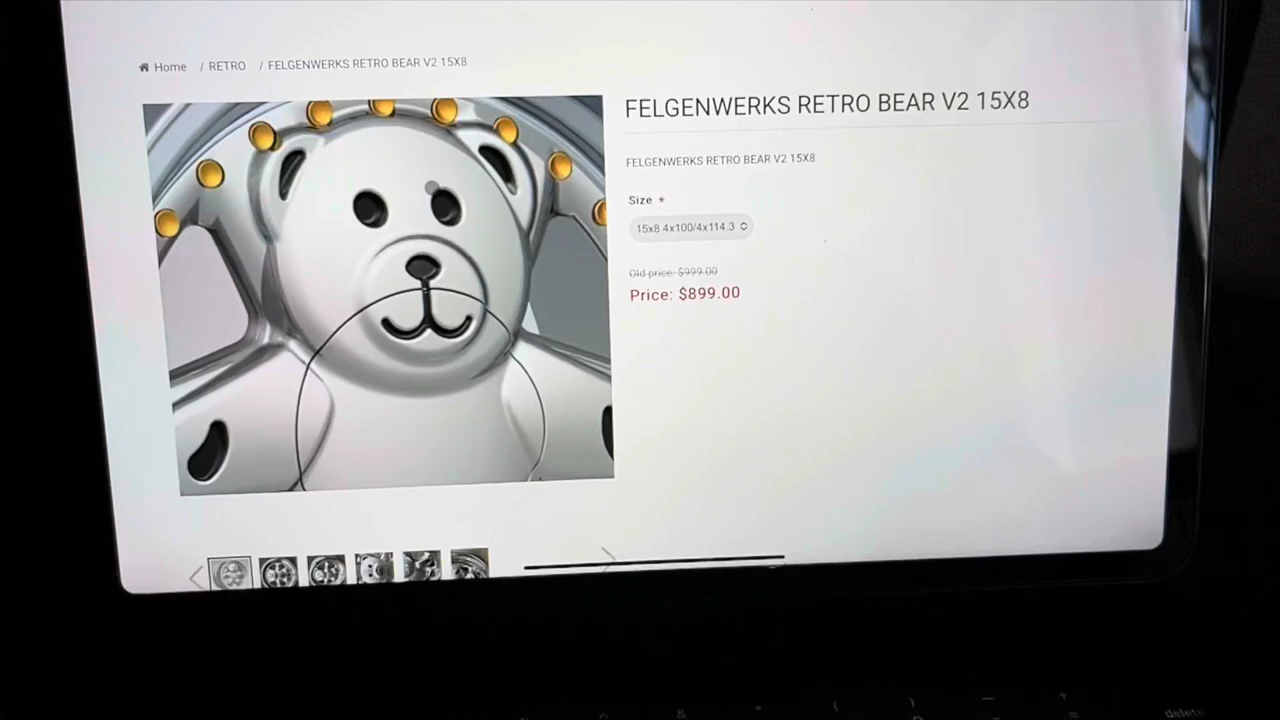 Home / RETRO / FELGENWERKS RETRO BEAR V2 15X8
FELGENWERKS RETRO BEAR V2 15X8
FELGENWERKS RETRO BEAR V2 15X8
Size *
15x8 4x100/4x114.3
Old price: $999.00
Price: $899.00
delete